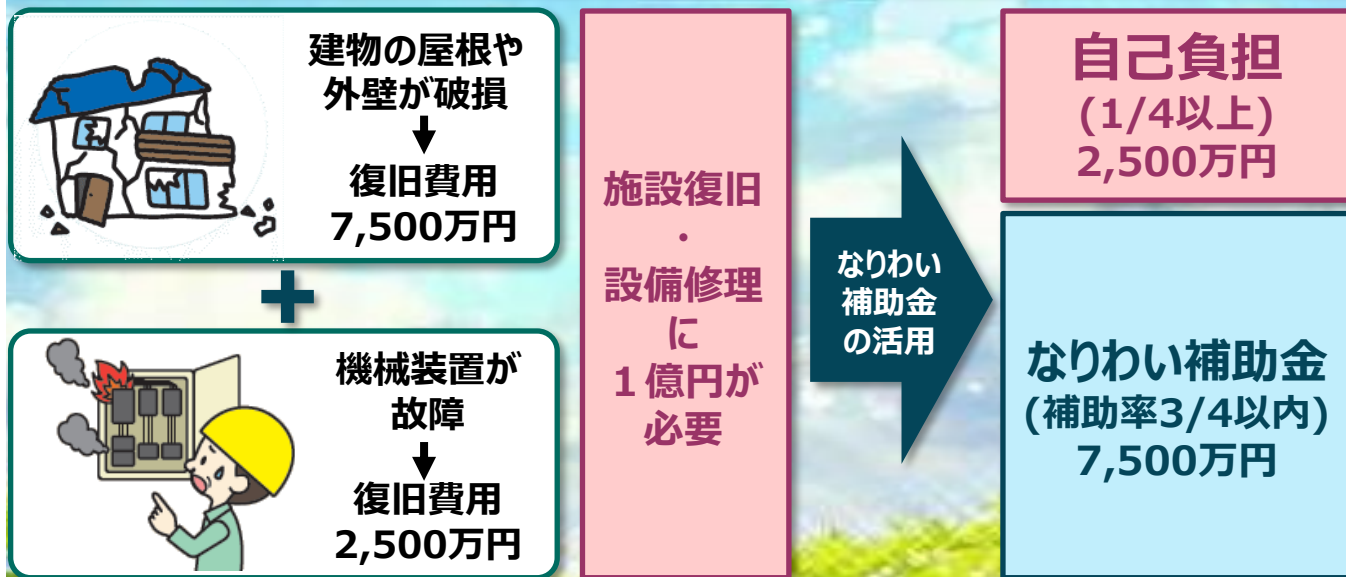 建物の屋根や
外壁が破損
復旧費用
7,500万円
機械装置が
故障
復旧費用
2,500万円
施設復旧
・
設備修理
に
１億円が
必要
なりわい
補助金
の活用
自己負担
(1/4以上)
2,500万円
なりわい補助金
(補助率3/4以内)
7,500万円